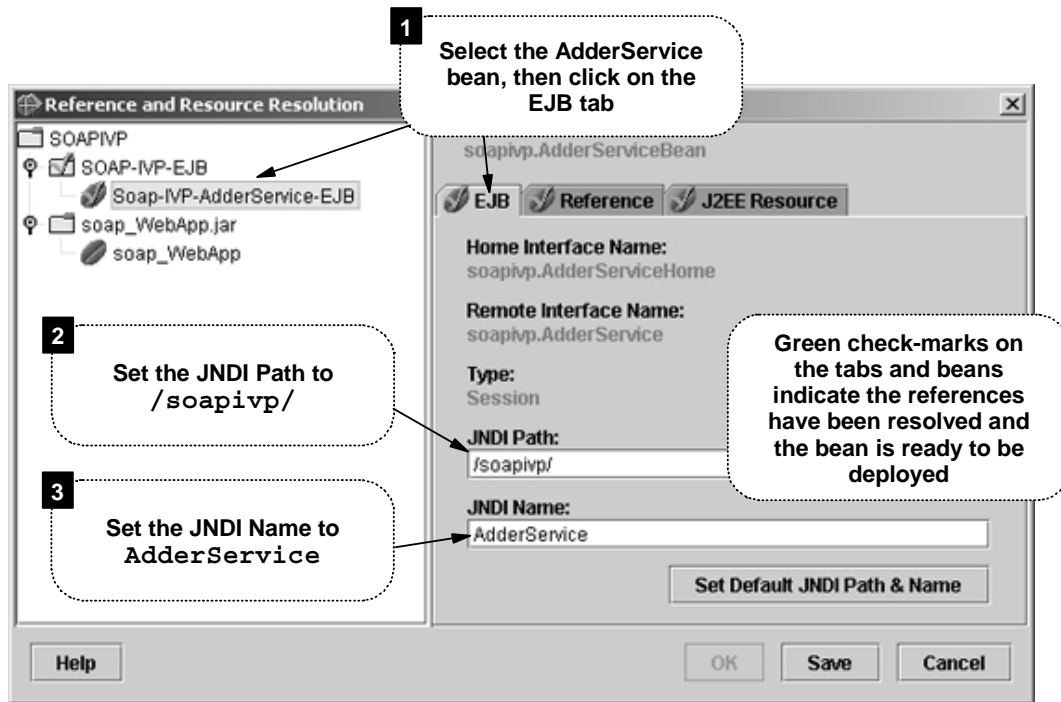 1
Select the AdderService
bean, then click on the
EJB tab
Reference and Resource Resolution
SOAPIVP
SOAP-IVP-EJB
Soap-IVP-AdderService-EJB
soap_WebApp.jar
soap_WebApp
soapivp.AdderServiceBean
EJB Reference J2EE Resource
Home Interface Name:
soapivp.AdderServiceHome
Remote Interface Name:
soapivp.AdderService
Type:
Session
JNDI Path:
/soapivp/
JNDI Name:
AdderService
Set Default JNDI Path & Name
2
Set the JNDI Path to
/soapivp/
3
Set the JNDI Name to
AdderService
Green check-marks on
the tabs and beans
indicate the references
have been resolved and
the bean is ready to be
deployed
Help OK Save Cancel